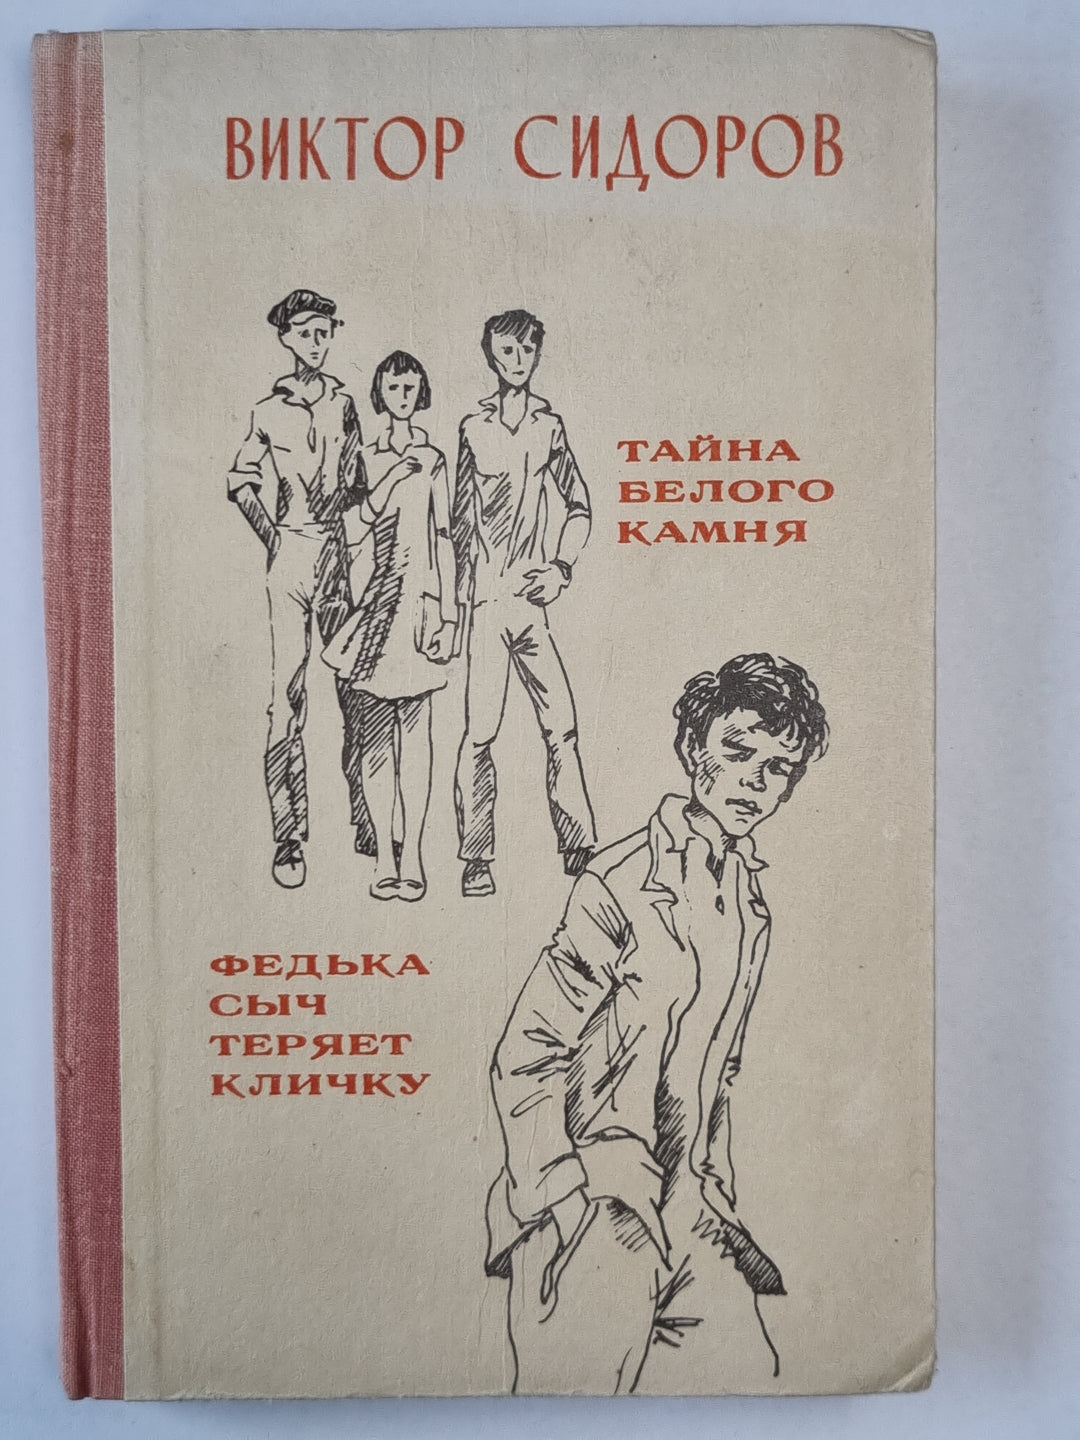 ВИКТОР СИДОРОВ
ТАЙНА
БЕЛОГО
КАМНЯ
ФЕДЬКА
СЫЧ
ТЕРЯЕТ
КЛИЧКУ